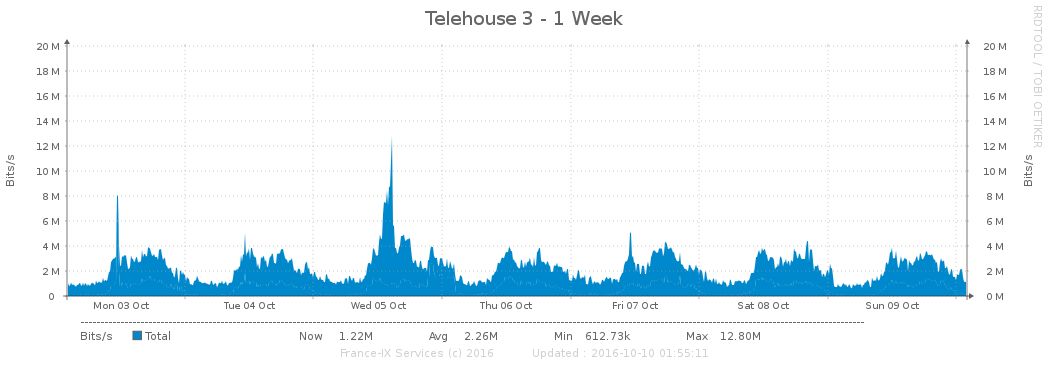 Telehouse 3 - 1 Week
RRDTOOL / TOBI OETIKER
Bits/s
20 M 20 M
18 M 18 M
16 M 16 M
14 M 14 M
12 M 12 M
10 M 10 M
8 M 8 M
6 M 6 M
4 M 4 M
2 M 2 M
0 0 M
Bits/s
Mon 03 Oct Tue 04 Oct Wed 05 Oct Thu 06 Oct Fri 07 Oct Sat 08 Oct Sun 09 Oct
Bits/s Total Now 1.22M Avg 2.26M Min 612.73k Max 12.80M
France-IX Services (c) 2016 Updated : 2016-10-10 01:55:11